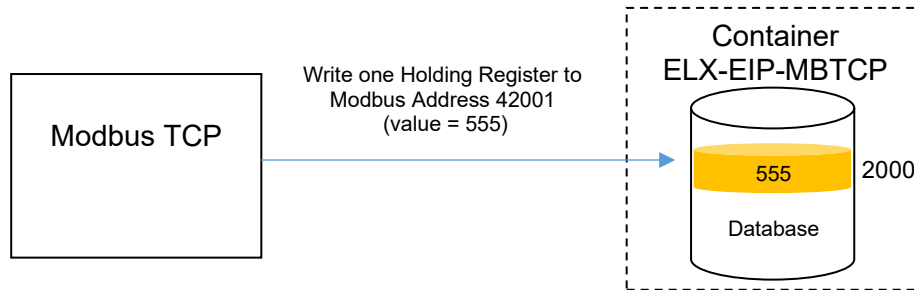 Modbus TCP
Write one Holding Register to
Modbus Address 42001
(value = 555)
Container
ELX-EIP-MBTCP
555
2000
Database